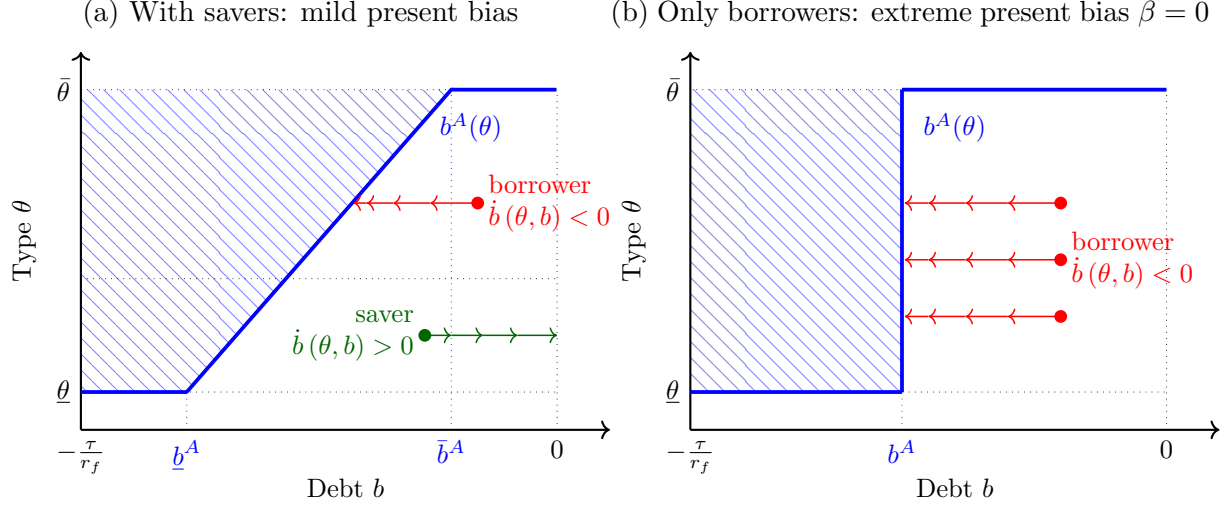 (a) With savers: mild present bias
θ̄
b^A(θ)
borrower
ḃ (θ, b) < 0
Type θ
saver
ḃ (θ, b) > 0
θ̲
−τ/r_f
b̲^A
b̄^A
0
Debt b
(b) Only borrowers: extreme present bias β = 0
θ̄
b^A(θ)
Type θ
borrower
ḃ (θ, b) < 0
θ̲
−τ/r_f
b^A
0
Debt b